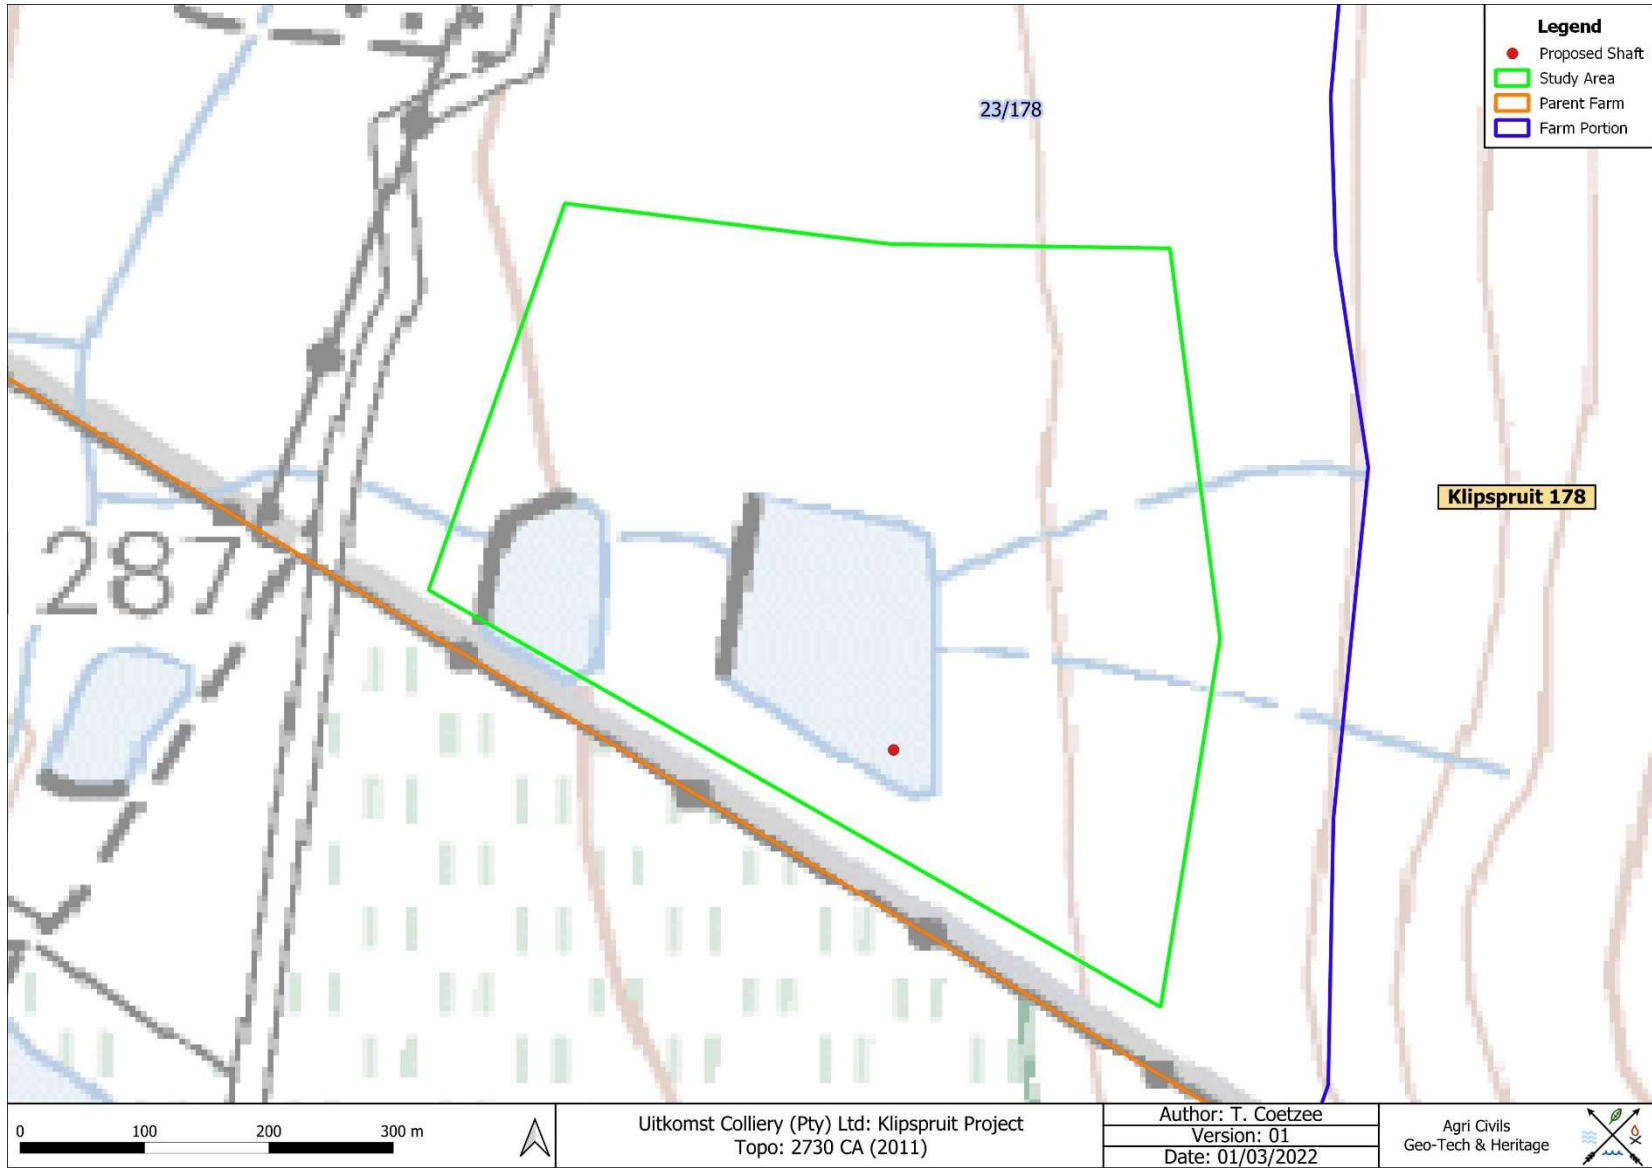 Legend
Proposed Shaft
Study Area
Parent Farm
Farm Portion
23/178
Klipspruit 178
287
0 100 200 300 m
Uitkomst Colliery (Pty) Ltd: Klipspruit Project
Topo: 2730 CA (2011)
Author: T. Coetzee
Version: 01
Date: 01/03/2022
Agri Civils
Geo-Tech & Heritage